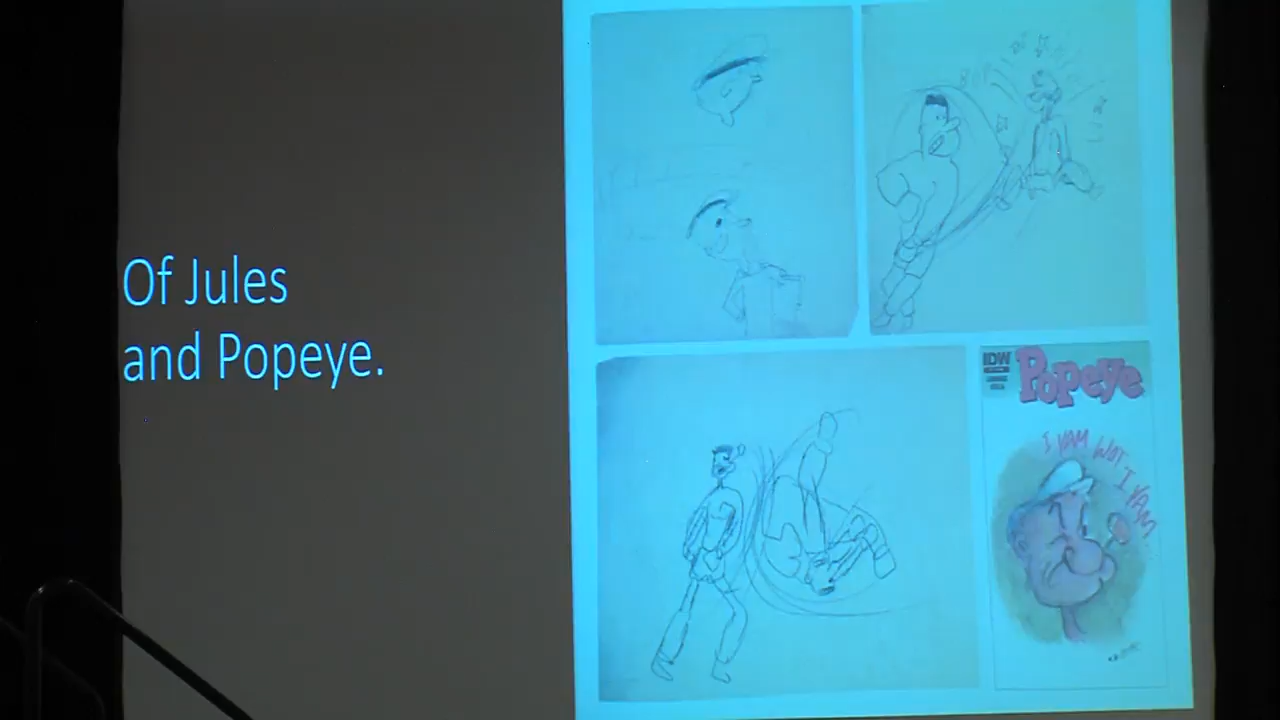 Of Jules
and Popeye.
IDW
Popeye
I YAM WOT I YAM